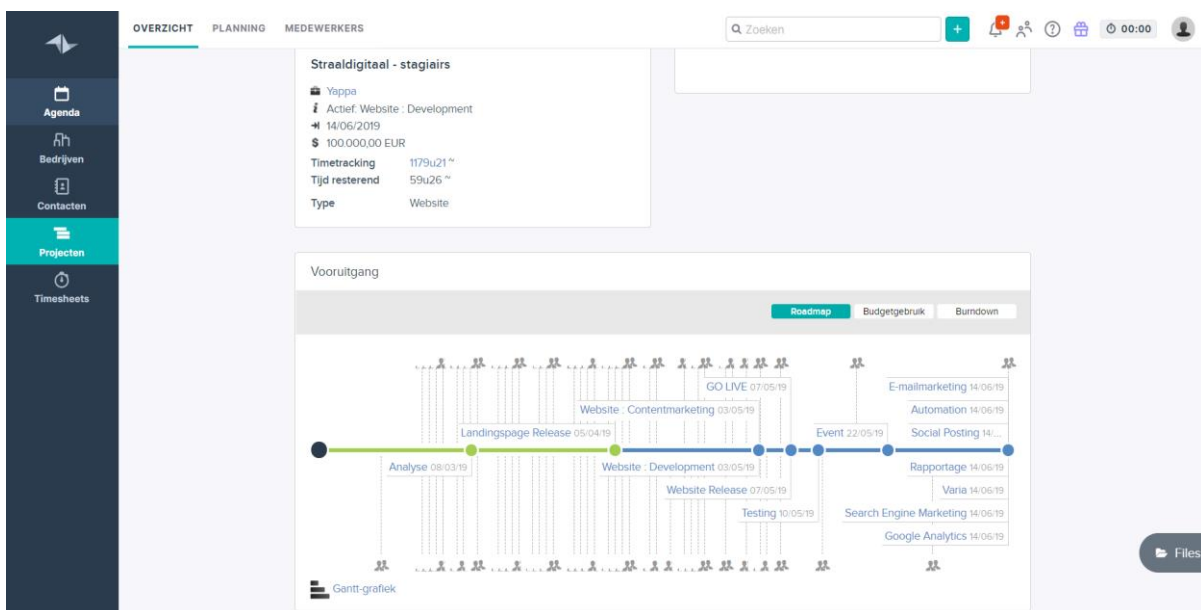 OVERZICHT PLANNING MEDEWERKERS
Zoeken
+
+
?
00:00
Agenda
Bedrijven
Contacten
Projecten
Timesheets
Straaldigitaal - stagiairs
Yappa
Actief: Website : Development
14/06/2019
$ 100.000,00 EUR
Timetracking 1179u21 ~
Tijd resterend 59u26 ~
Type Website
Vooruitgang
Roadmap Budgetgebruik Burndown
GO LIVE 07/05/19 E-mailmarketing 14/06/19
Website : Contentmarketing 03/05/19 Automation 14/06/19
Landingspage Release 05/04/19 Event 22/05/19 Social Posting 14/...
Analyse 08/03/19 Website : Development 03/05/19 Rapportage 14/06/19
Website Release 07/05/19 Varia 14/06/19
Testing 10/05/19 Search Engine Marketing 14/06/19
Google Analytics 14/06/19
Gantt-grafiek
Files